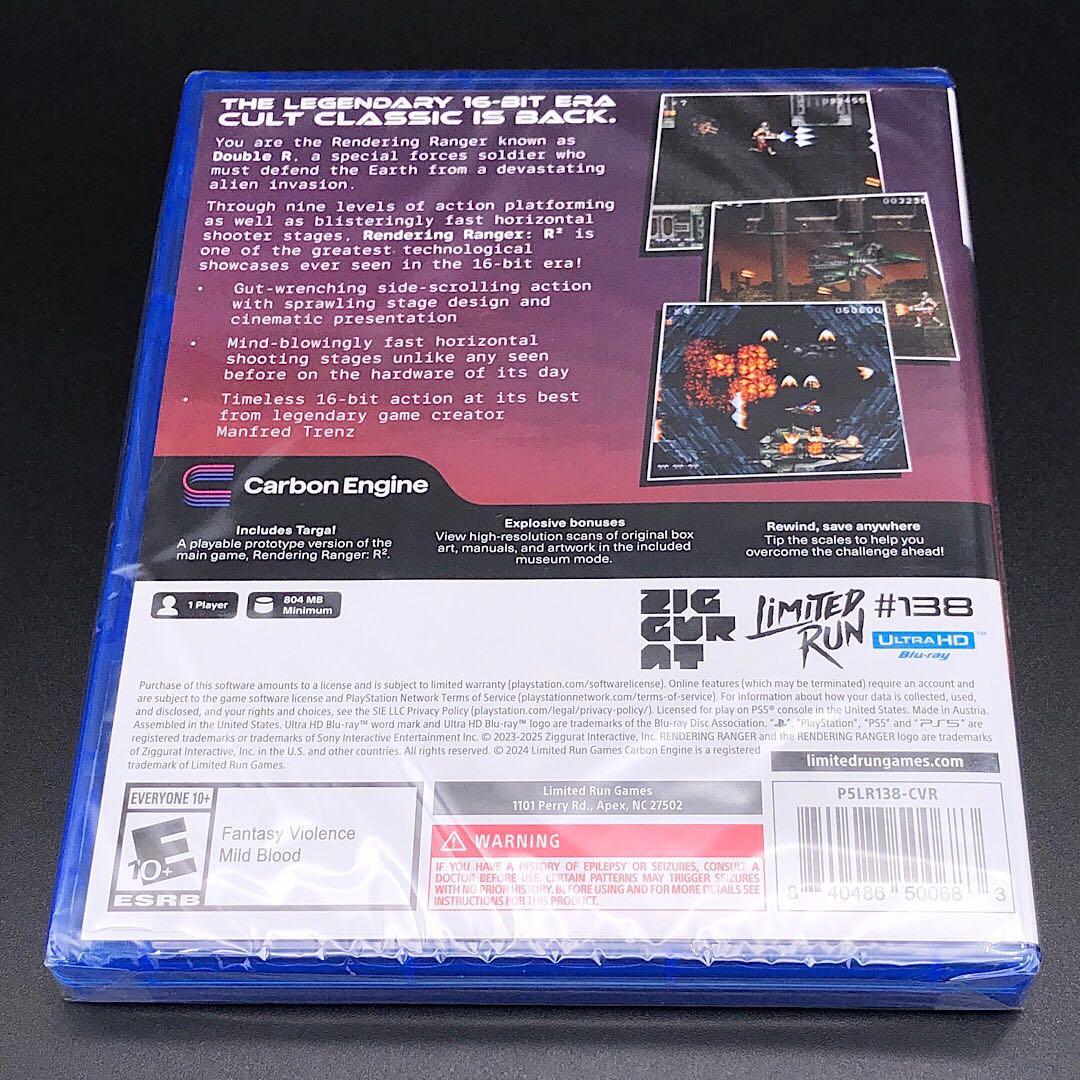 THE LEGENDARY 16-BIT ERA
CULT CLASSIC IS BACK.
You are the Rendering Ranger known as
Double R, a special forces soldier who
must defend the Earth from a devastating
alien invasion.
Through nine levels of action platforming
as well as blisteringly fast horizontal
shooter stages, Rendering Ranger: R² is
one of the greatest technological
showcases ever seen in the 16-bit era!
• Gut-wrenching side-scrolling action
with sprawling stage design and
cinematic presentation
• Mind-blowingly fast horizontal
shooting stages unlike any seen
before on the hardware of its day
• Timeless 16-bit action at its best
from legendary game creator
Manfred Trenz
Carbon Engine
Includes Targa!
A playable prototype version of the
main game, Rendering Ranger: R².
Explosive bonuses
View high-resolution scans of original box
art, manuals, and artwork in the included
museum mode.
Rewind, save anywhere
Tip the scales to help you
overcome the challenge ahead!
1 Player
804 MB
Minimum
ZIG
GUR
AT
LIMITED
RUN
#138
ULTRA HD™
Blu-ray
Purchase of this software amounts to a license and is subject to limited warranty (playstation.com/softwarelicense). Online features (which may be terminated) require an account and
are subject to the game software license and PlayStation Network Terms of Service (playstationnetwork.com/terms-of-service). For information about how your data is collected, used,
and disclosed, and your rights and choices, see the SIE LLC Privacy Policy (playstation.com/legal/privacy-policy/). Licensed for play on PS5® console in the United States. Made in Austria.
Assembled in the United States. Ultra HD Blu-ray™ word mark and Ultra HD Blu-ray™ logo are trademarks of the Blu-ray Disc Association. "PlayStation", "PS5" and "PS5" are
registered trademarks or trademarks of Sony Interactive Entertainment Inc. © 2023-2025 Ziggurat Interactive, Inc. RENDERING RANGER and the RENDERING RANGER logo are trademarks
of Ziggurat Interactive, Inc. in the U.S. and other countries. All rights reserved. © 2024 Limited Run Games Carbon Engine is a registered
trademark of Limited Run Games.
limitedrungames.com
EVERYONE 10+
E
10+
ESRB
Fantasy Violence
Mild Blood
Limited Run Games
1101 Perry Rd., Apex, NC 27502
WARNING
IF YOU HAVE A HISTORY OF EPILEPSY OR SEIZURES, CONSULT A
DOCTOR BEFORE USE. CERTAIN PATTERNS MAY TRIGGER SEIZURES
WITH NO PRIOR HISTORY. BEFORE USING AND FOR MORE DETAILS SEE
INSTRUCTIONS FOR THIS PRODUCT.
P5LR138-CVR
8 40486 50068 3